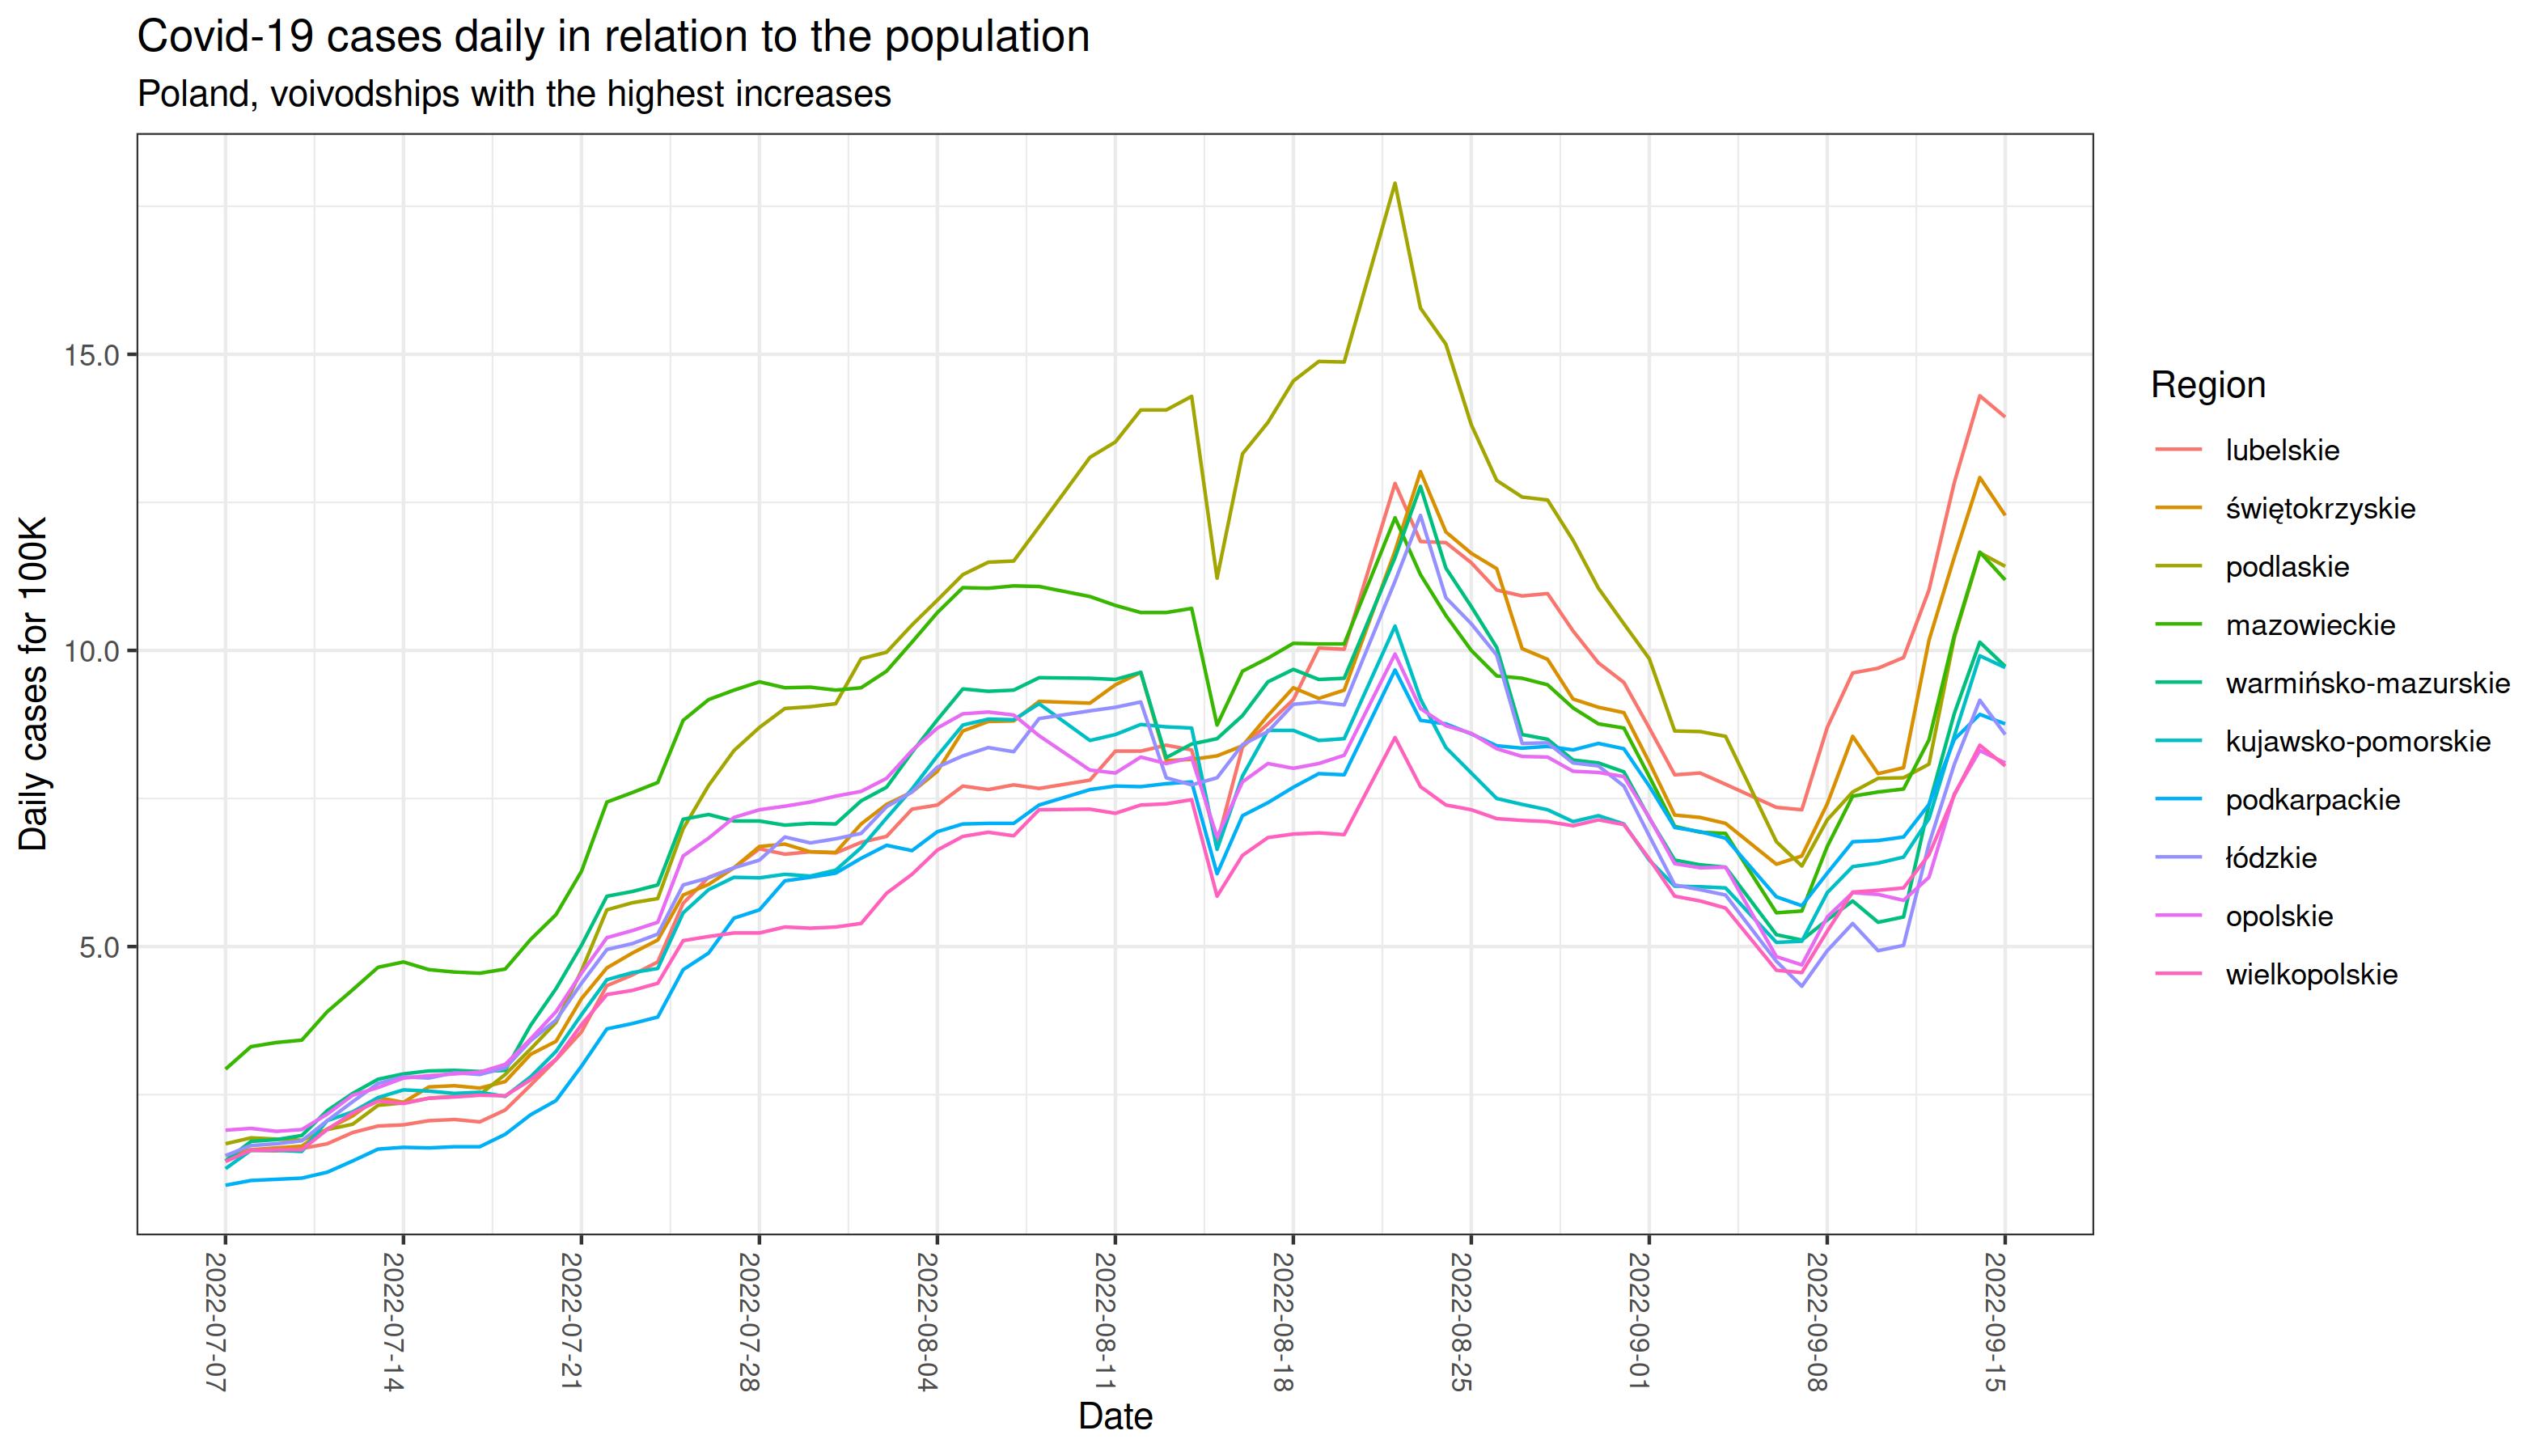 Covid-19 cases daily in relation to the population
Poland, voivodships with the highest increases
Daily cases for 100K
15.0
10.0
5.0
2022-07-07
2022-07-14
2022-07-21
2022-07-28
2022-08-04
2022-08-11
2022-08-18
2022-08-25
2022-09-01
2022-09-08
2022-09-15
Date
Region
lubelskie
świętokrzyskie
podlaskie
mazowieckie
warmińsko-mazurskie
kujawsko-pomorskie
podkarpackie
łódzkie
opolskie
wielkopolskie